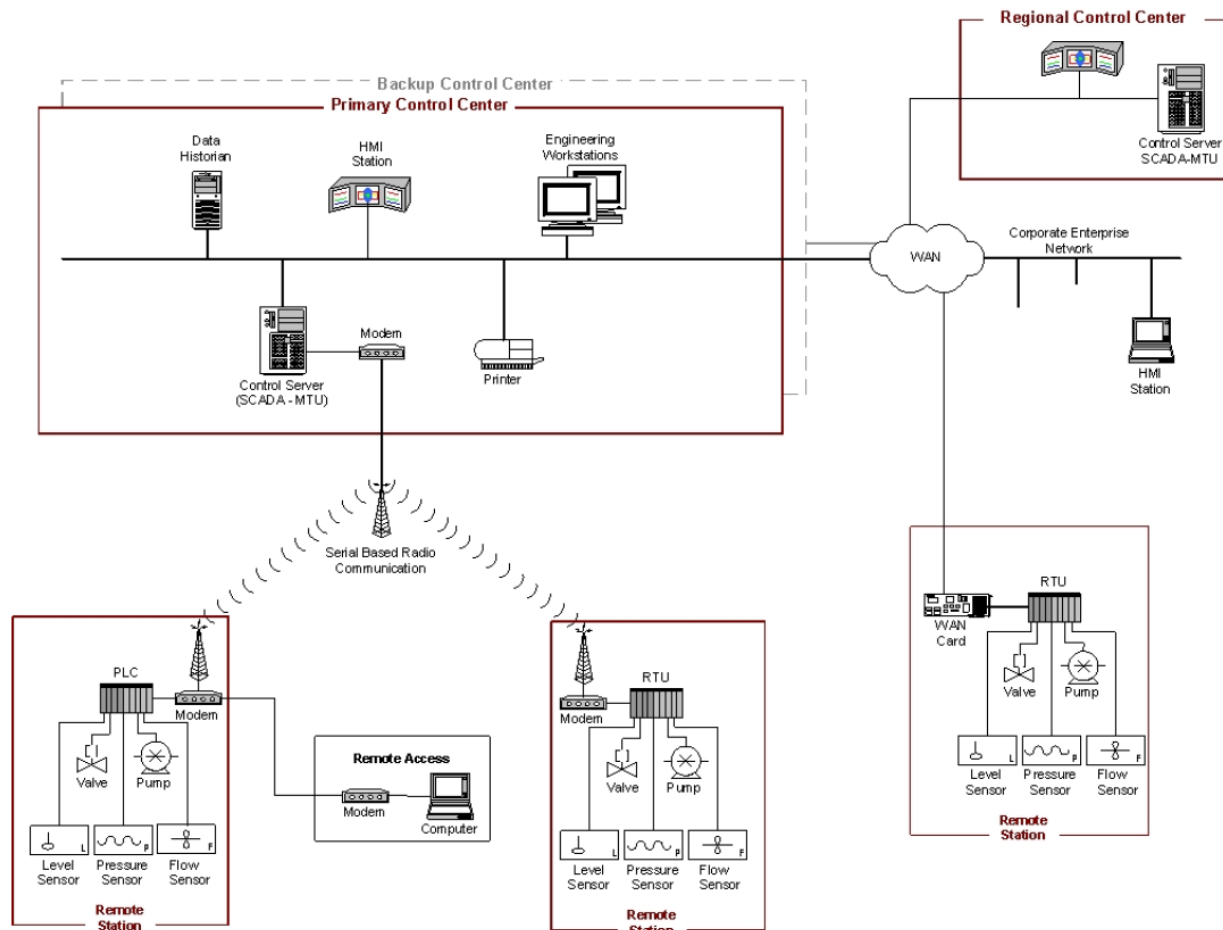 Regional Control Center
Control Server
SCADA-MTU
Backup Control Center
Primary Control Center
Data
Historian
HMI
Station
Engineering
Workstations
Control Server
(SCADA - MTU)
Modem
Printer
WAN
Corporate Enterprise
Network
HMI
Station
Serial Based Radio
Communication
PLC
Modem
Valve
Pump
L
P
F
Level
Sensor
Pressure
Sensor
Flow
Sensor
Remote
Station
Remote Access
Modem
Computer
RTU
Modem
Valve
Pump
L
P
F
Level
Sensor
Pressure
Sensor
Flow
Sensor
Remote
Station
RTU
WAN
Card
Valve
Pump
L
P
F
Level
Sensor
Pressure
Sensor
Flow
Sensor
Remote
Station